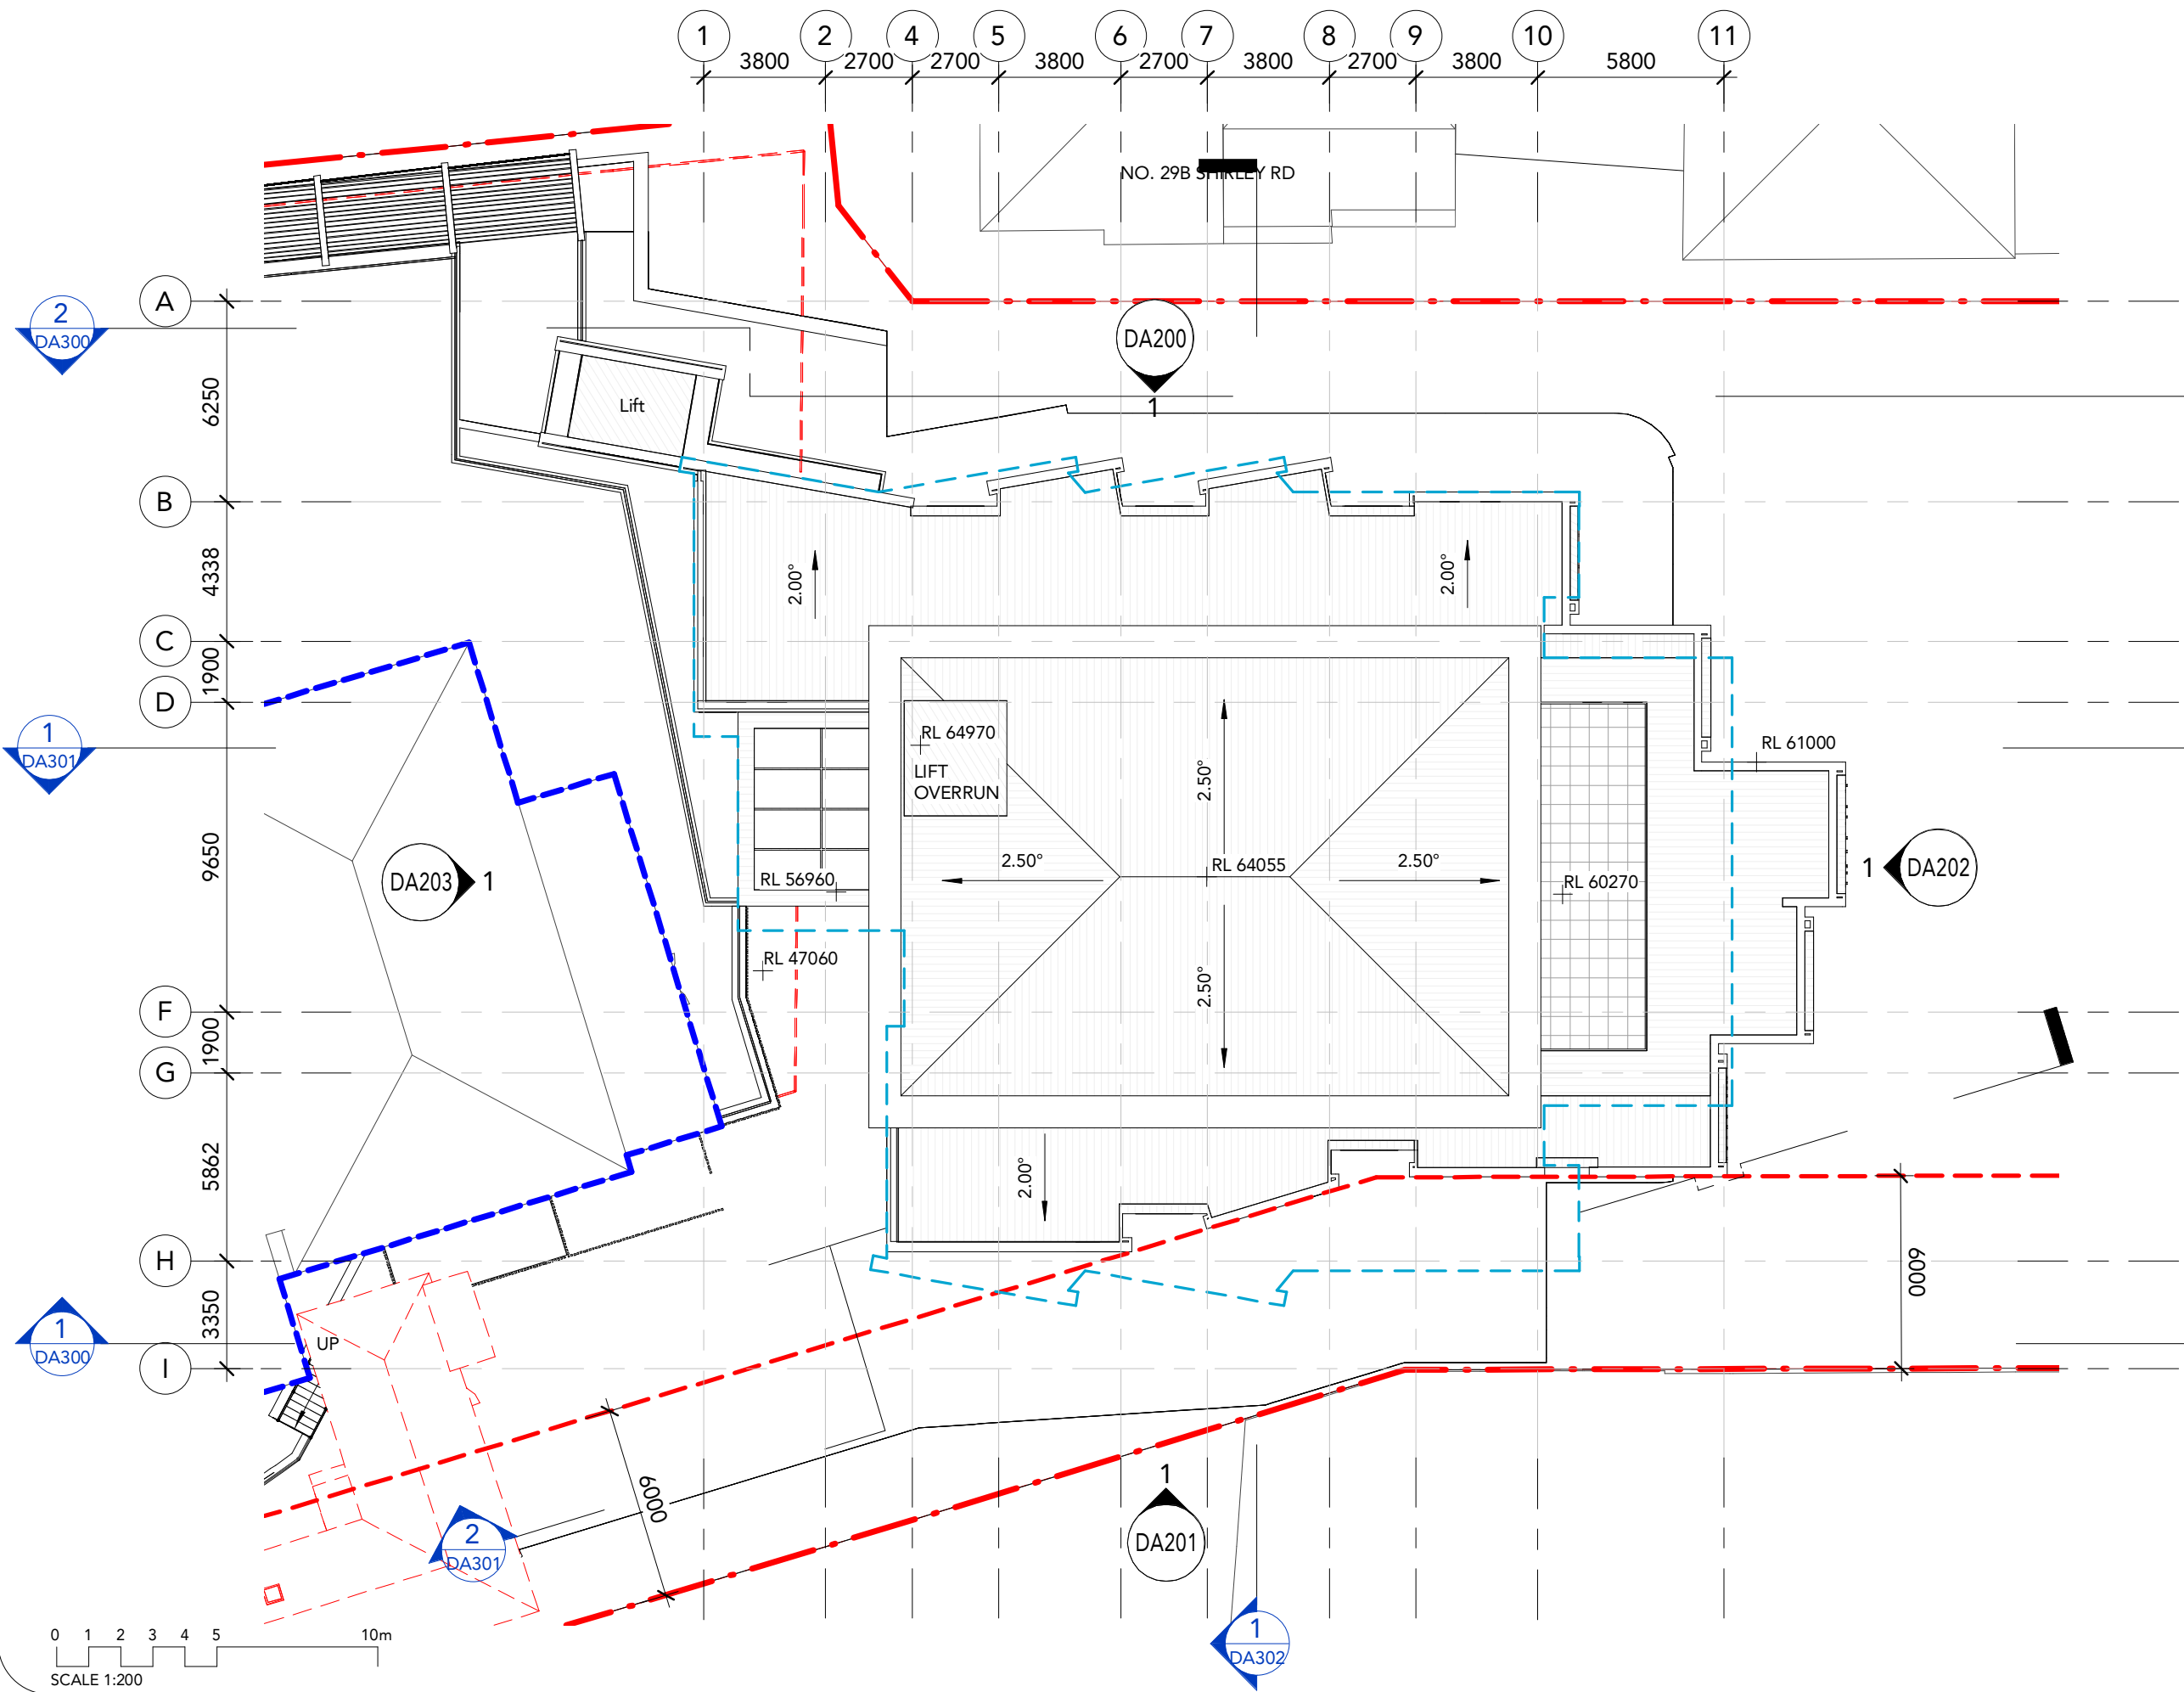 1 2 4 5 6 7 8 9 10 11
3800 2700 2700 3800 2700 3800 2700 3800 5800
NO. 29B SHIRLEY RD
A
2
DA300
DA200
1
6250
Lift
B
4338
2.00°
2.00°
C
1900
D
1
DA301
RL 64970
LIFT
OVERRUN
2.50°
RL 61000
9650
2.50°
RL 64055
2.50°
DA203
1
RL 56960
RL 60270
1
DA202
RL 47060
2.50°
F
1900
G
5862
2.00°
H
6000
3350
1
DA300
UP
I
6000
1
DA201
2
DA301
1
DA302
0 1 2 3 4 5 10m
SCALE 1:200